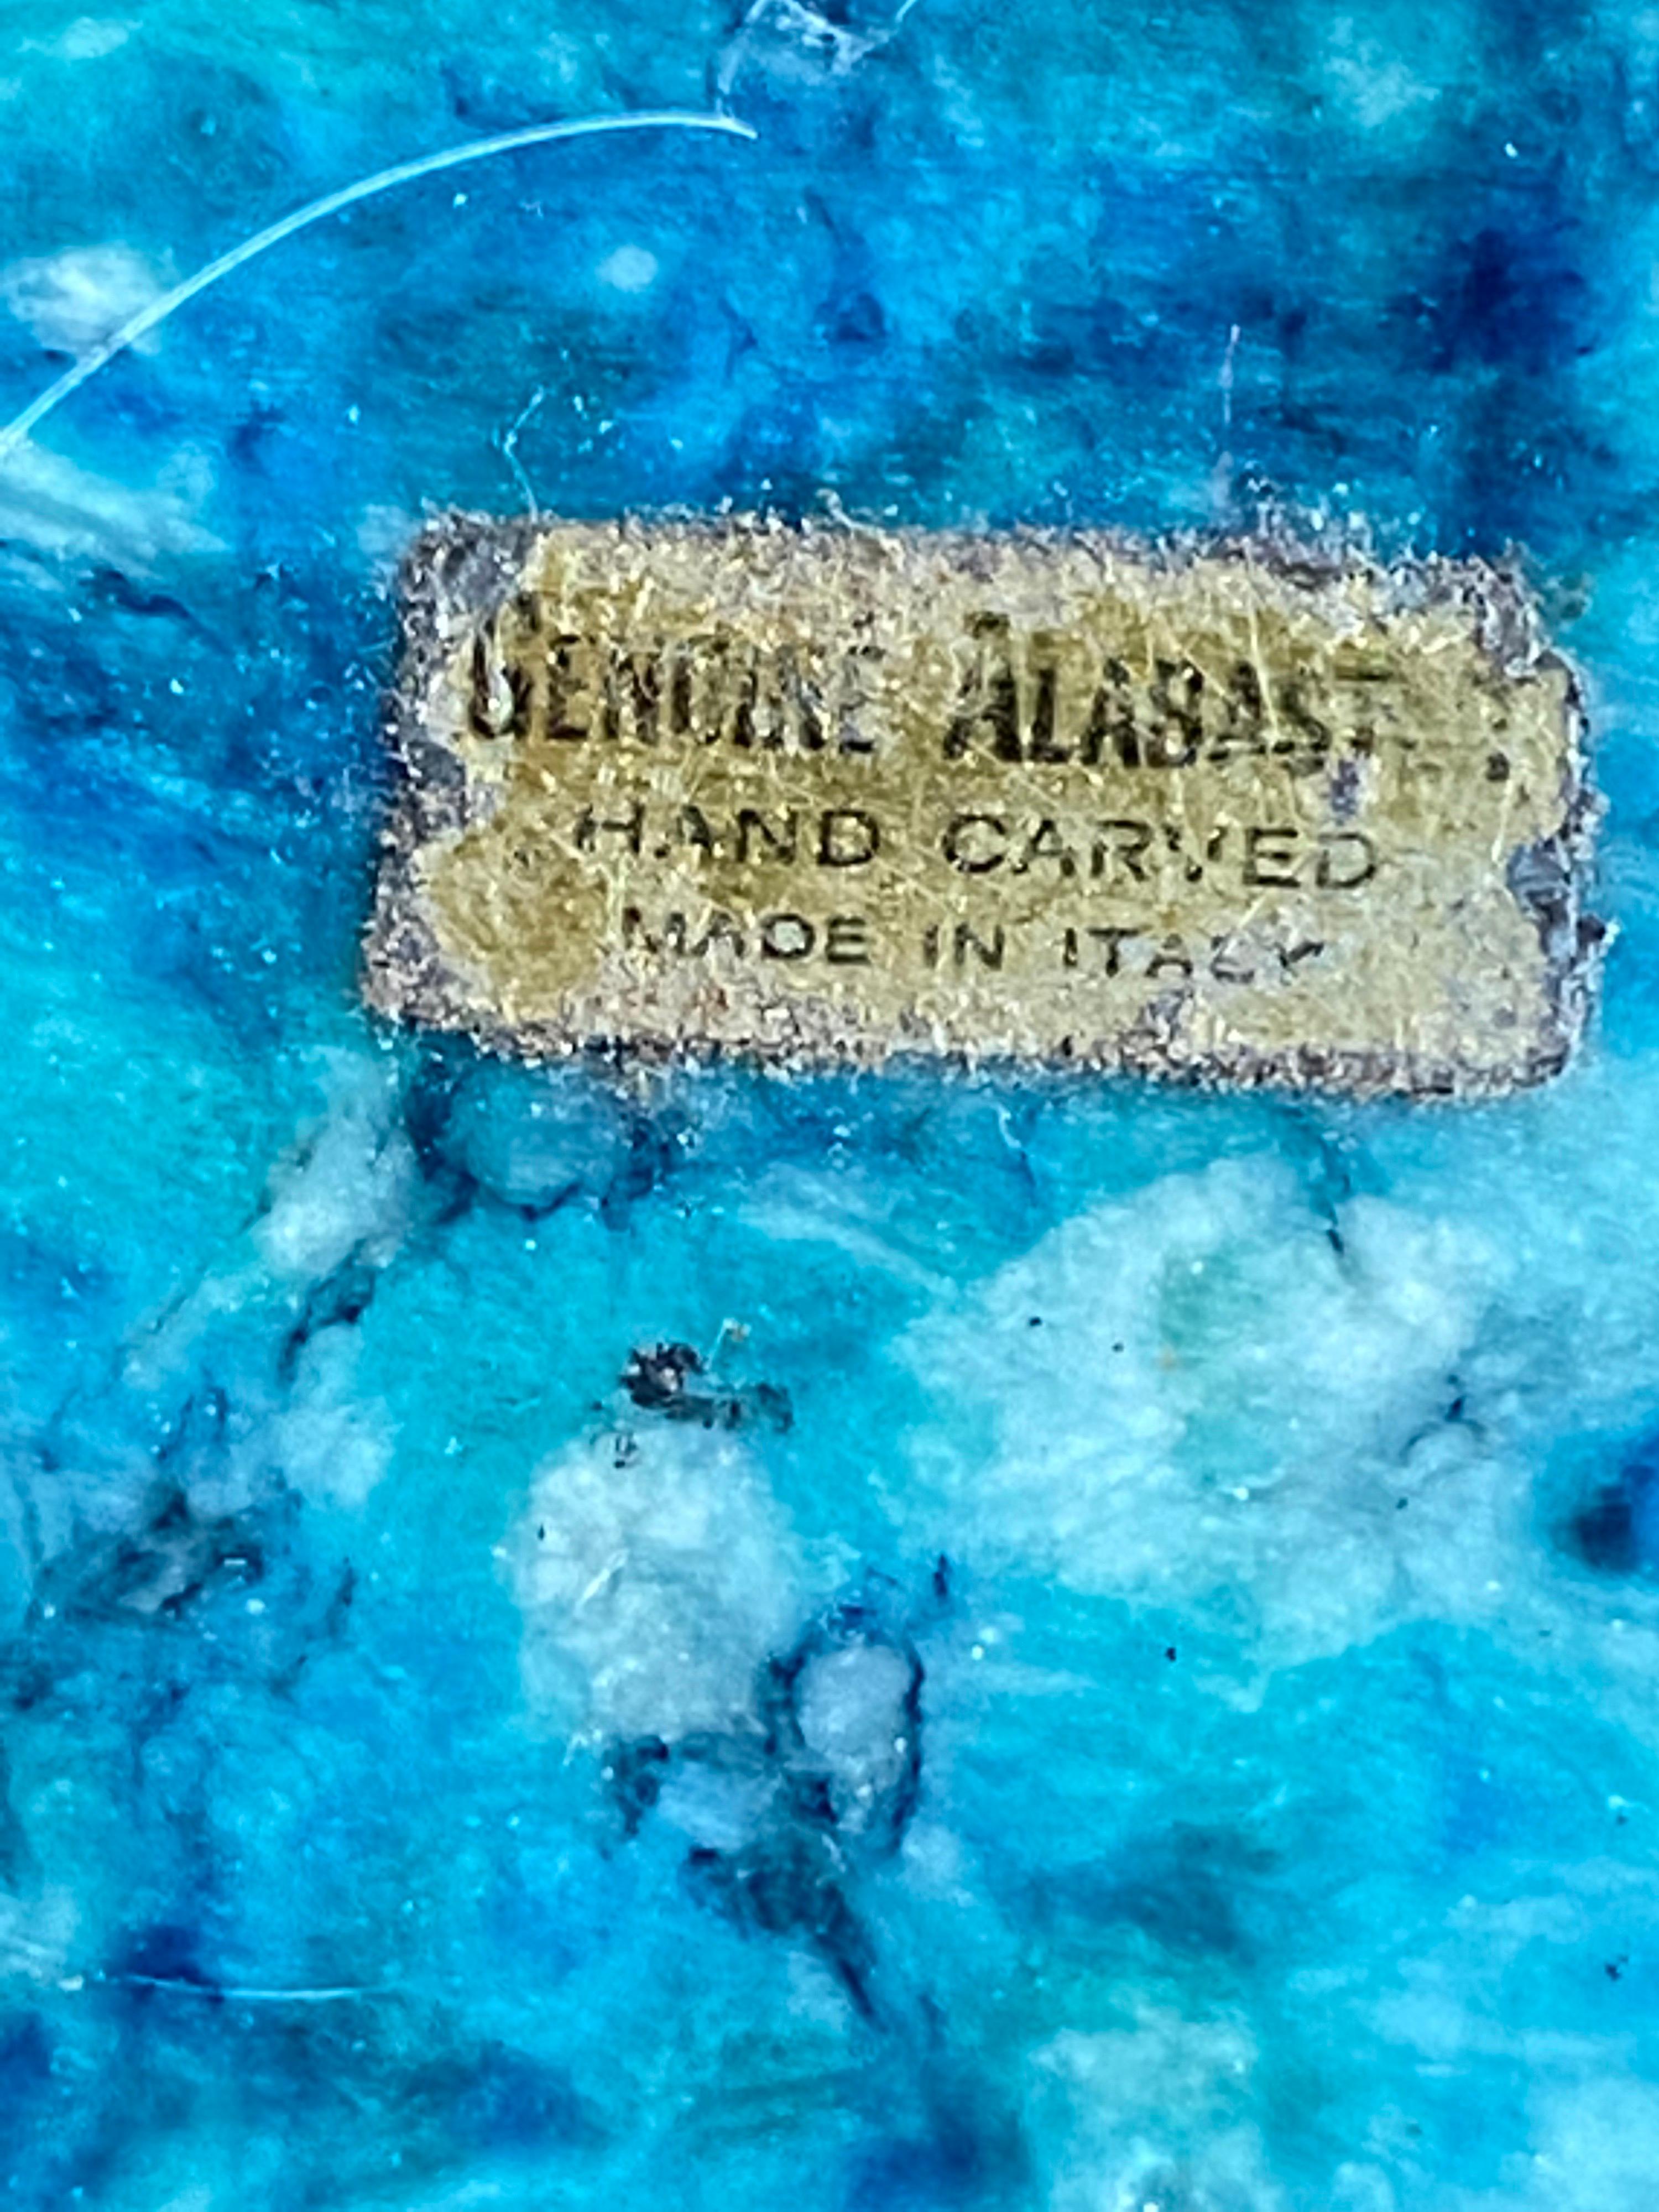 GENUINE ALABAST
HAND CARVED
MADE IN ITALY